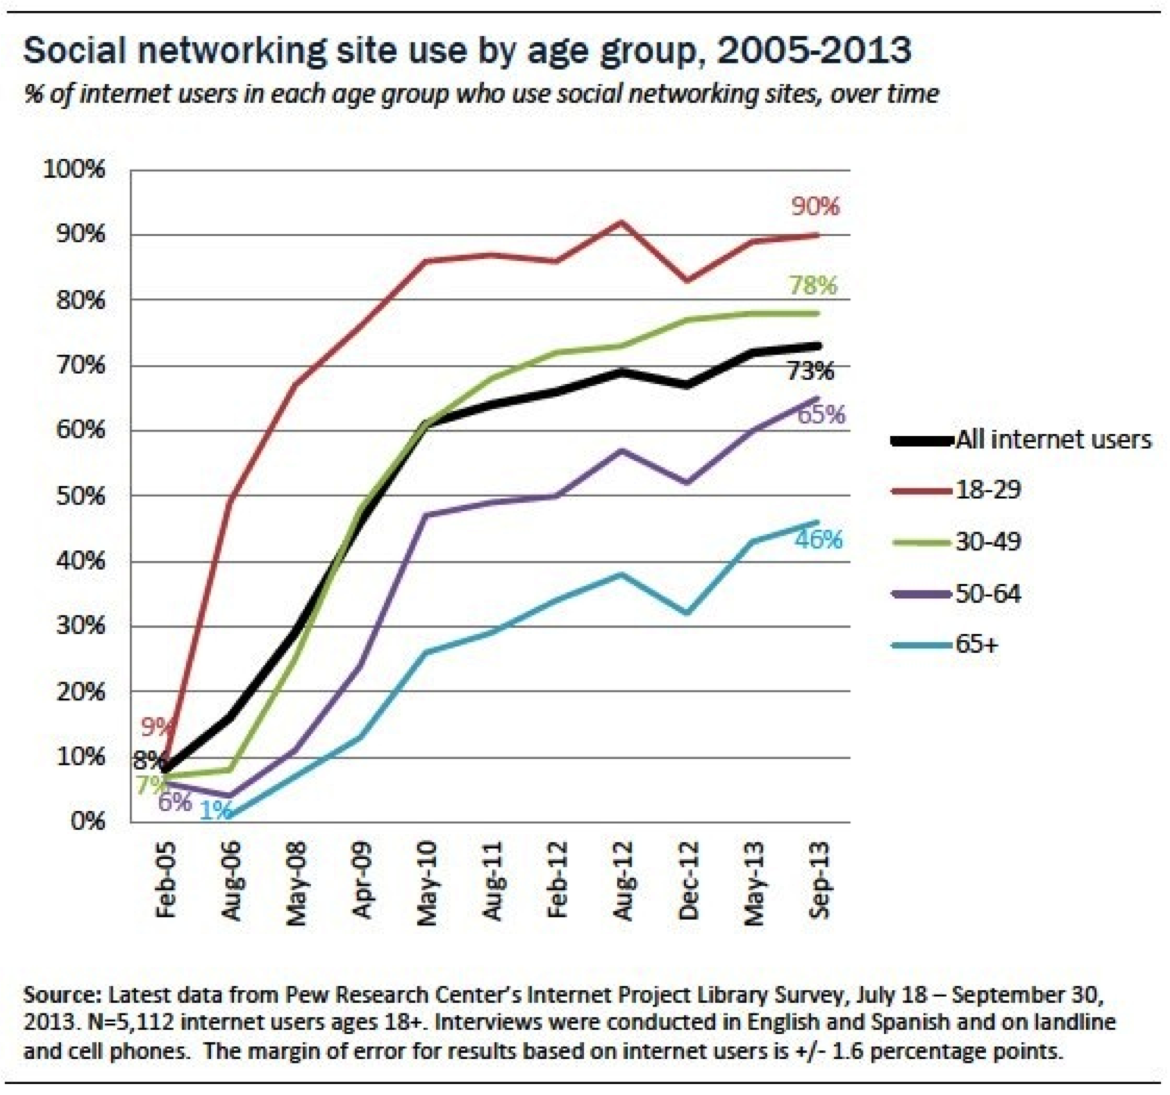 Social networking site use by age group, 2005-2013
% of internet users in each age group who use social networking sites, over time
100%
90%
80%
70%
60%
50%
40%
30%
20%
10%
0%
90%
78%
73%
65%
46%
9%
8%
7%
6%
1%
Feb-05
Aug-06
May-08
Apr-09
May-10
Aug-11
Feb-12
Aug-12
Dec-12
May-13
Sep-13
All internet users
18-29
30-49
50-64
65+
Source: Latest data from Pew Research Center's Internet Project Library Survey, July 18 – September 30,
2013. N=5,112 internet users ages 18+. Interviews were conducted in English and Spanish and on landline
and cell phones. The margin of error for results based on internet users is +/- 1.6 percentage points.